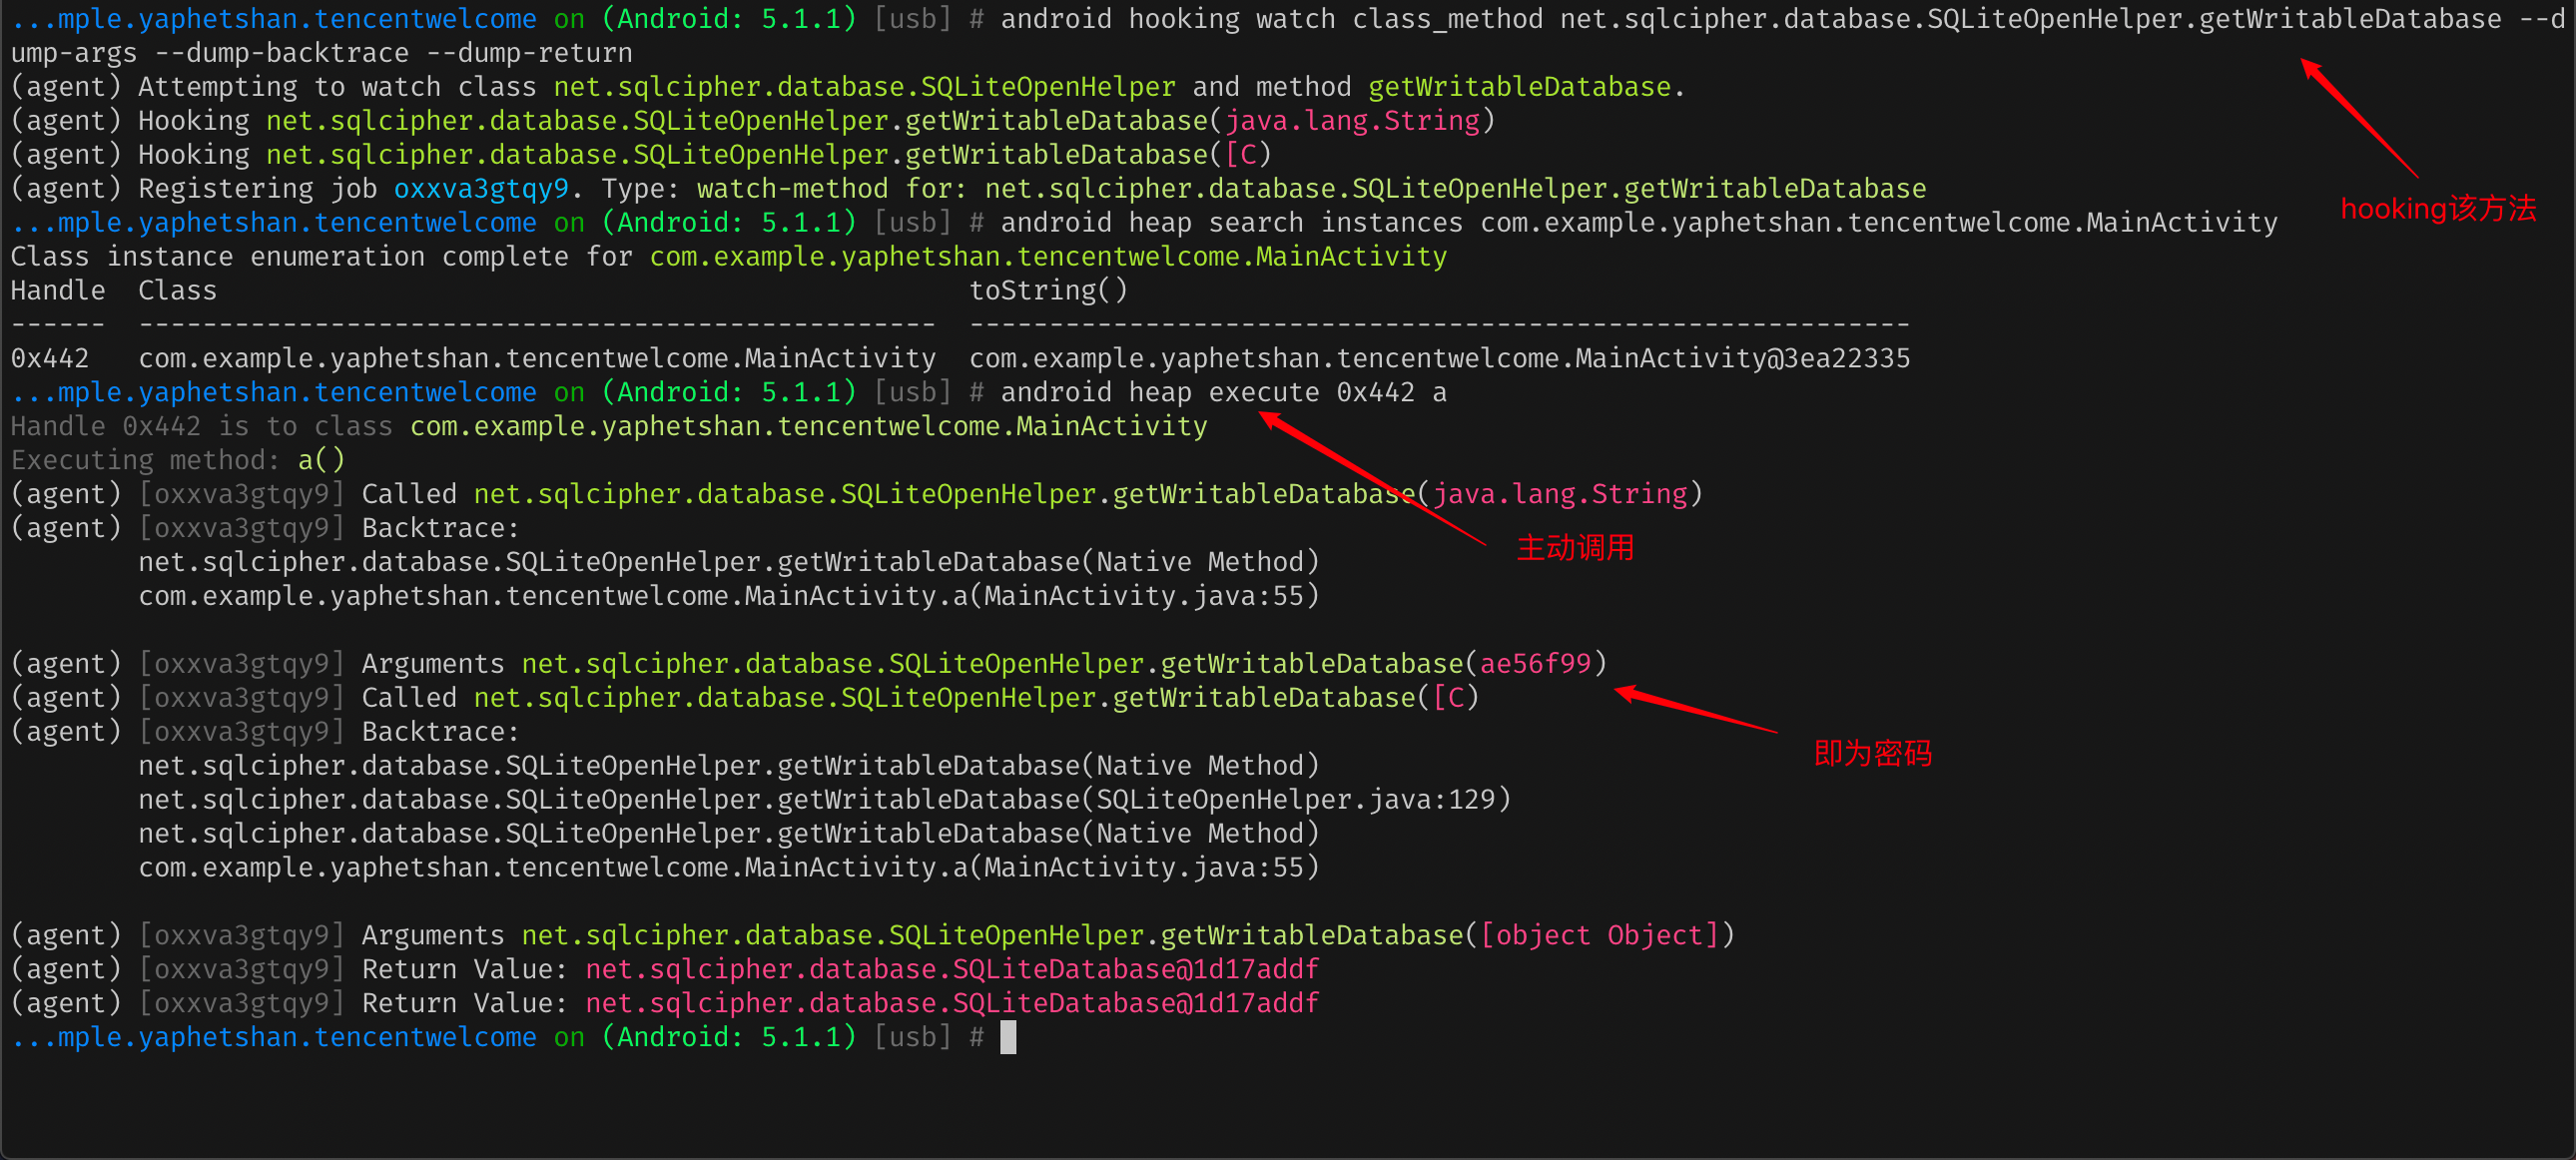 ...mple.yaphetshan.tencentwelcome on (Android: 5.1.1) [usb] # android hooking watch class_method net.sqlcipher.database.SQLiteOpenHelper.getWritableDatabase --d
ump-args --dump-backtrace --dump-return
(agent) Attempting to watch class net.sqlcipher.database.SQLiteOpenHelper and method getWritableDatabase.
(agent) Hooking net.sqlcipher.database.SQLiteOpenHelper.getWritableDatabase(java.lang.String)
(agent) Hooking net.sqlcipher.database.SQLiteOpenHelper.getWritableDatabase([C)
(agent) Registering job oxxva3gtqy9. Type: watch-method for: net.sqlcipher.database.SQLiteOpenHelper.getWritableDatabase
hooking该方法
...mple.yaphetshan.tencentwelcome on (Android: 5.1.1) [usb] # android heap search instances com.example.yaphetshan.tencentwelcome.MainActivity
Class instance enumeration complete for com.example.yaphetshan.tencentwelcome.MainActivity
Handle  Class                                               toString()
------  --------------------------------------------------  -----------------------------------------------------------
0x442   com.example.yaphetshan.tencentwelcome.MainActivity  com.example.yaphetshan.tencentwelcome.MainActivity@3ea22335
...mple.yaphetshan.tencentwelcome on (Android: 5.1.1) [usb] # android heap execute 0x442 a
Handle 0x442 is to class com.example.yaphetshan.tencentwelcome.MainActivity
Executing method: a()
(agent) [oxxva3gtqy9] Called net.sqlcipher.database.SQLiteOpenHelper.getWritableDatabase(java.lang.String)
(agent) [oxxva3gtqy9] Backtrace:
主动调用
        net.sqlcipher.database.SQLiteOpenHelper.getWritableDatabase(Native Method)
        com.example.yaphetshan.tencentwelcome.MainActivity.a(MainActivity.java:55)
(agent) [oxxva3gtqy9] Arguments net.sqlcipher.database.SQLiteOpenHelper.getWritableDatabase(ae56f99)
(agent) [oxxva3gtqy9] Called net.sqlcipher.database.SQLiteOpenHelper.getWritableDatabase([C)
(agent) [oxxva3gtqy9] Backtrace:
即为密码
        net.sqlcipher.database.SQLiteOpenHelper.getWritableDatabase(Native Method)
        net.sqlcipher.database.SQLiteOpenHelper.getWritableDatabase(SQLiteOpenHelper.java:129)
        net.sqlcipher.database.SQLiteOpenHelper.getWritableDatabase(Native Method)
        com.example.yaphetshan.tencentwelcome.MainActivity.a(MainActivity.java:55)
(agent) [oxxva3gtqy9] Arguments net.sqlcipher.database.SQLiteOpenHelper.getWritableDatabase([object Object])
(agent) [oxxva3gtqy9] Return Value: net.sqlcipher.database.SQLiteDatabase@1d17addf
(agent) [oxxva3gtqy9] Return Value: net.sqlcipher.database.SQLiteDatabase@1d17addf
...mple.yaphetshan.tencentwelcome on (Android: 5.1.1) [usb] #